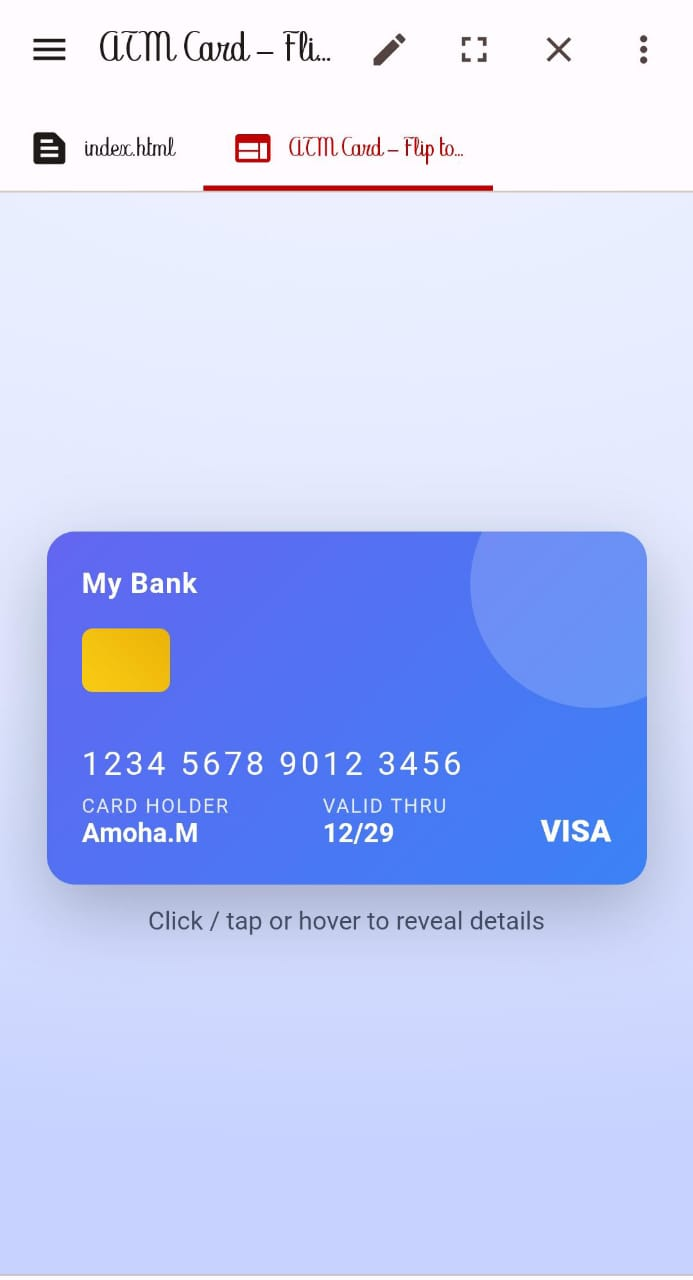 ATM Card – Fli...
index.html
ATM Card – Flip to...
My Bank
1234 5678 9012 3456
CARD HOLDER VALID THRU
Amoha.M 12/29 VISA
Click / tap or hover to reveal details